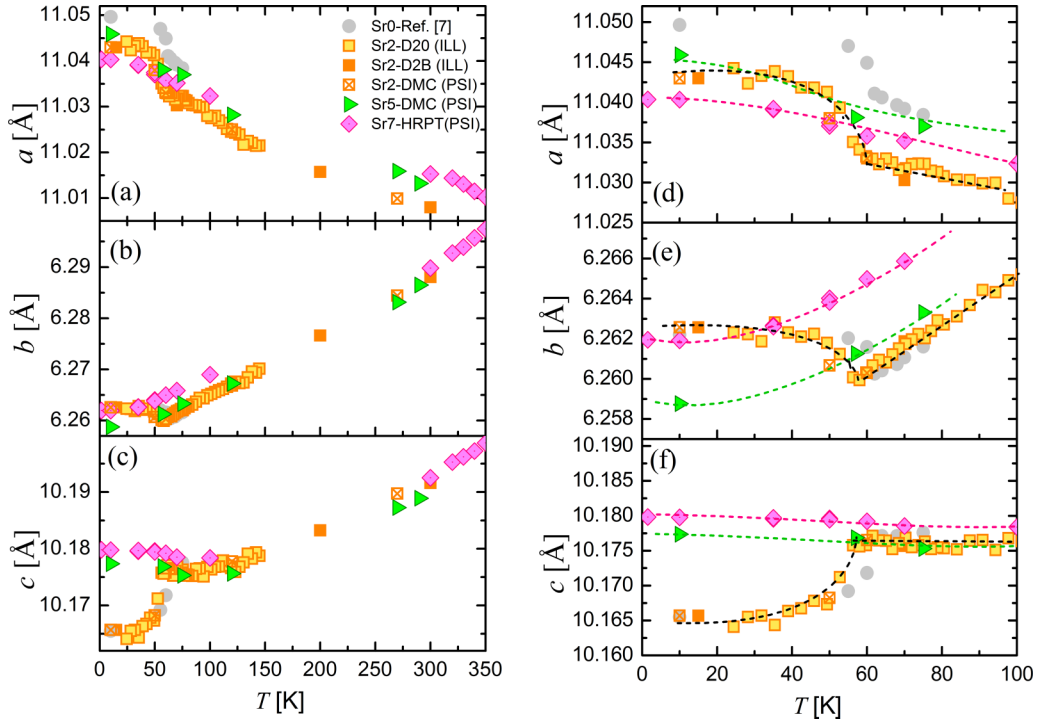 11.05
11.04
11.03
11.02
11.01
a [Å]
(a)
Sr0-Ref. [7]
Sr2-D20 (ILL)
Sr2-D2B (ILL)
Sr2-DMC (PSI)
Sr5-DMC (PSI)
Sr7-HRPT(PSI)
6.29
6.28
6.27
6.26
b [Å]
(b)
10.19
10.18
10.17
c [Å]
(c)
0 50 100 150 200 250 300 350
T [K]
11.050
11.045
11.040
11.035
11.030
11.025
a [Å]
(d)
6.266
6.264
6.262
6.260
6.258
b [Å]
(e)
10.190
10.185
10.180
10.175
10.170
10.165
10.160
c [Å]
(f)
0 20 40 60 80 100
T [K]